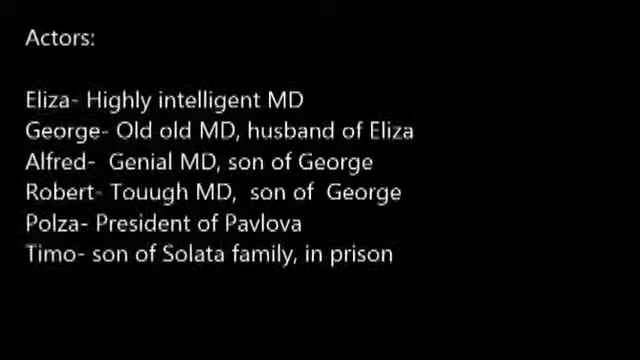 Actors:
Eliza- Highly intelligent MD
George- Old old MD, husband of Eliza
Alfred-  Genial MD, son of George
Robert- Touugh MD,  son of  George
Polza- President of Pavlova
Timo- son of Solata family, in prison